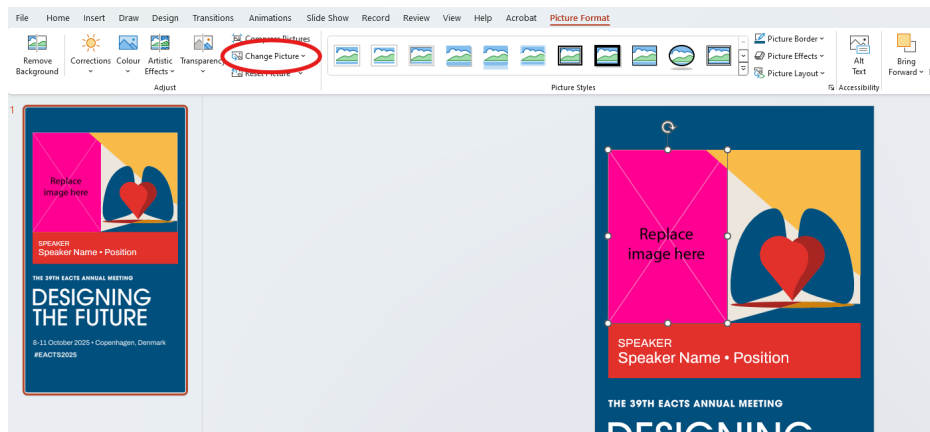 File Home Insert Draw Design Transitions Animations Slide Show Record Review View Help Acrobat Picture Format
Remove Background
Corrections
Colour
Artistic Effects
Transparency
Compress Pictures
Change Picture
Reset Picture
Adjust
Picture Styles
Picture Border
Picture Effects
Picture Layout
Alt Text
Accessibility
Bring Forward
1
Replace
image here
SPEAKER
Speaker Name • Position
THE 39TH EACTS ANNUAL MEETING
DESIGNING
THE FUTURE
8-11 October 2025 • Copenhagen, Denmark
#EACTS2025
Replace
image here
SPEAKER
Speaker Name • Position
THE 39TH EACTS ANNUAL MEETING
DESIGNING